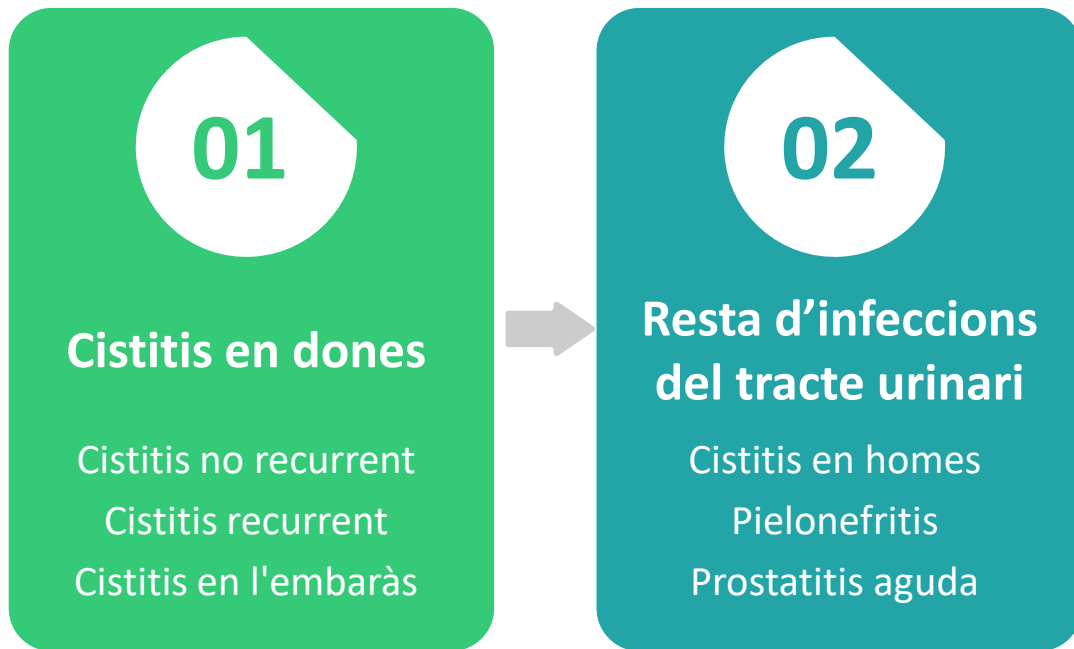 01
Cistitis en dones
Cistitis no recurrent
Cistitis recurrent
Cistitis en l'embaràs
02
Resta d’infeccions
del tracte urinari
Cistitis en homes
Pielonefritis
Prostatitis aguda